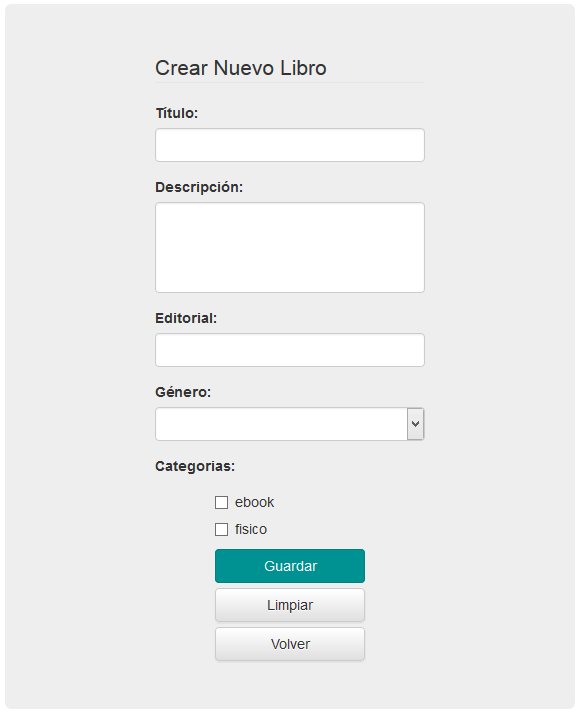 Crear Nuevo Libro
Título:
Descripción:
Editorial:
Género:
Categorias:
ebook
fisico
Guardar
Limpiar
Volver